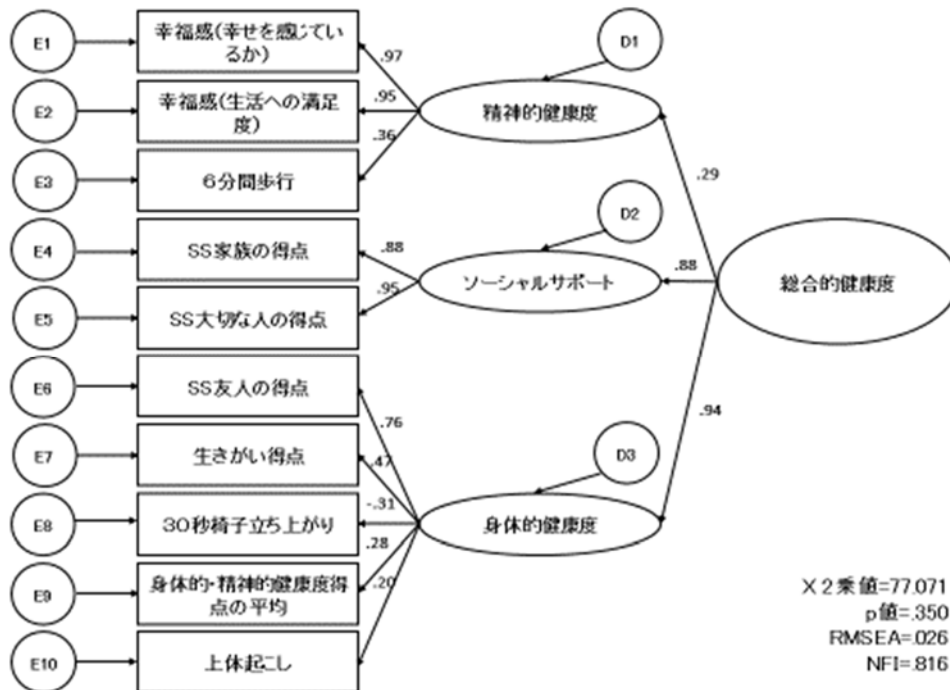 E1
幸福感(幸せを感じてい
るか)
.97
D1
E2
幸福感(生活への満足
度)
.95
精神的健康度
.36
E3
6分間歩行
.29
D2
E4
SS家族の得点
.88
ソーシャルサポート
.88
総合的健康度
.95
E5
SS大切な人の得点
E6
SS友人の得点
.76
.94
E7
生きがい得点
.47
D3
E8
30秒椅子立ち上がり
-.31
身体的健康度
.28
E9
身体的・精神的健康度得
点の平均
.20
E10
上体起こし
X2乗値=77.071
p値=.350
RMSEA=.026
NFI=.816